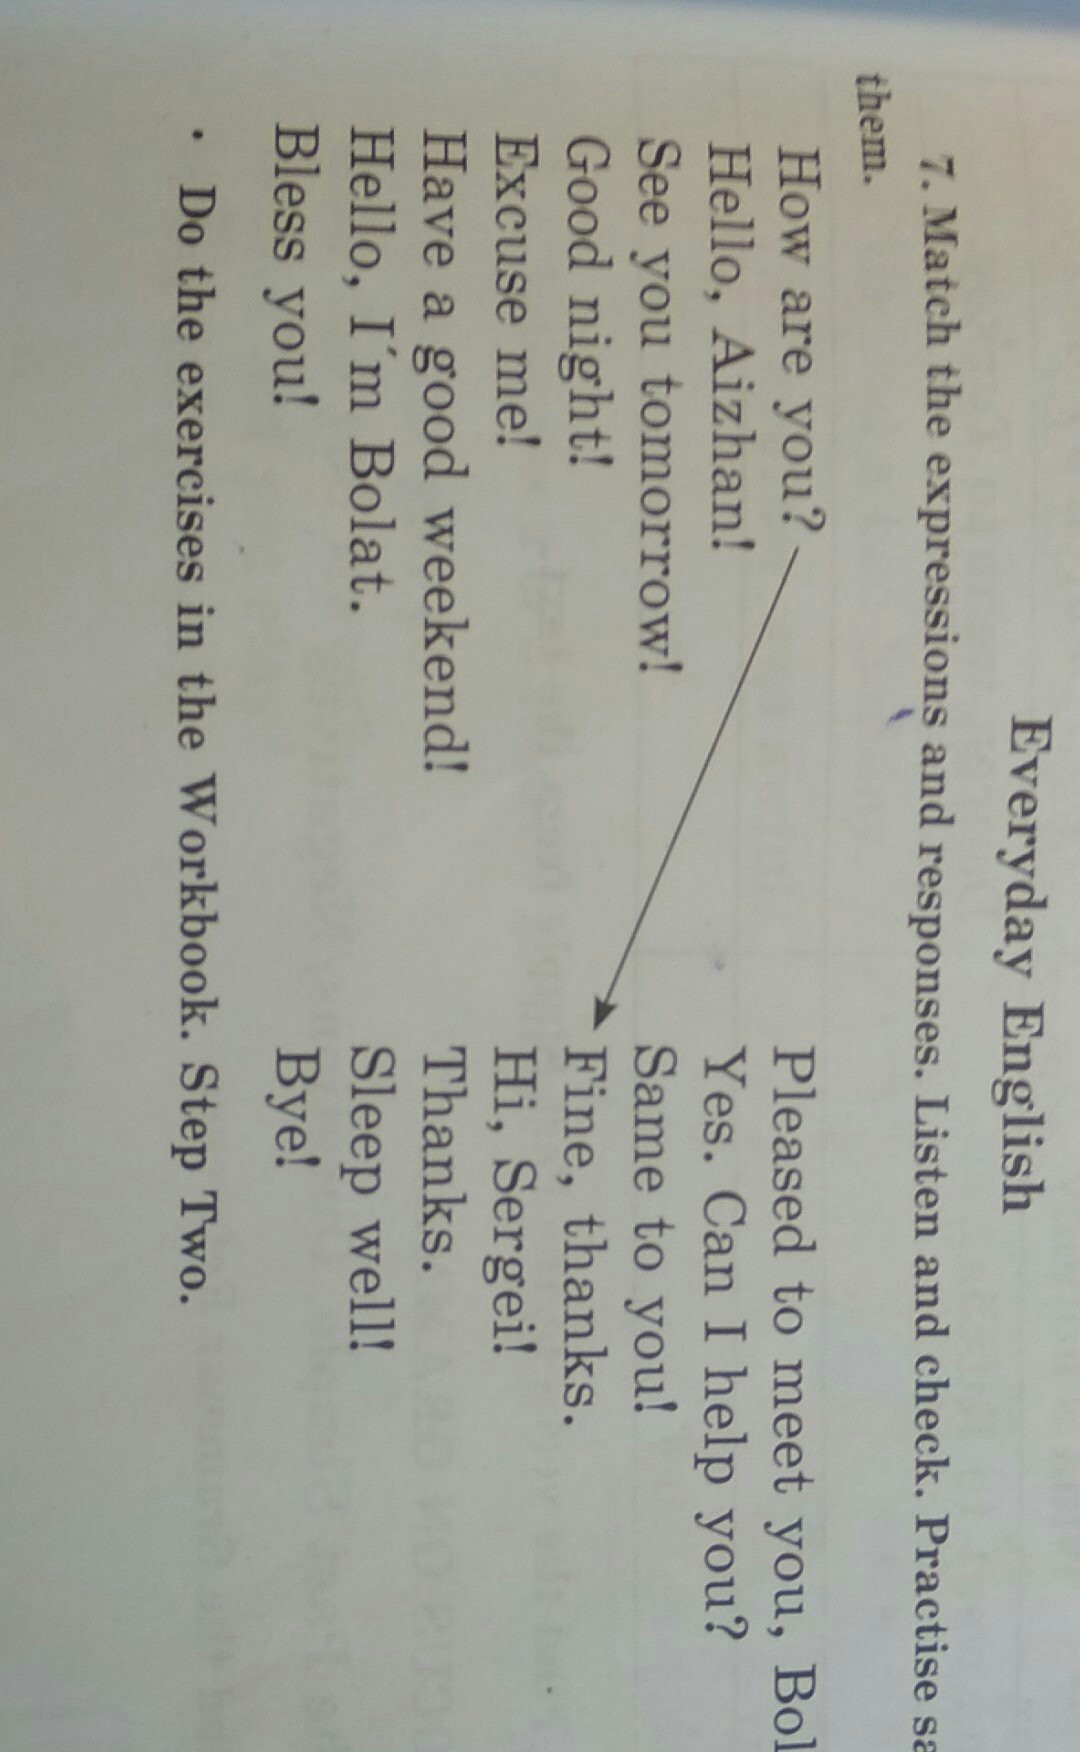 Everyday English
7. Match the expressions and responses. Listen and check. Practise
them.
How are you? Pleased to meet you,
Hello, Aizhan! Yes. Can I help you?
See you tomorrow! Same to you!
Good night! Fine, thanks.
Excuse me! Hi, Sergei!
Have a good weekend! Thanks.
Hello, I'm Bolat. Sleep well!
Bless you! Bye!
• Do the exercises in the Workbook. Step Two.